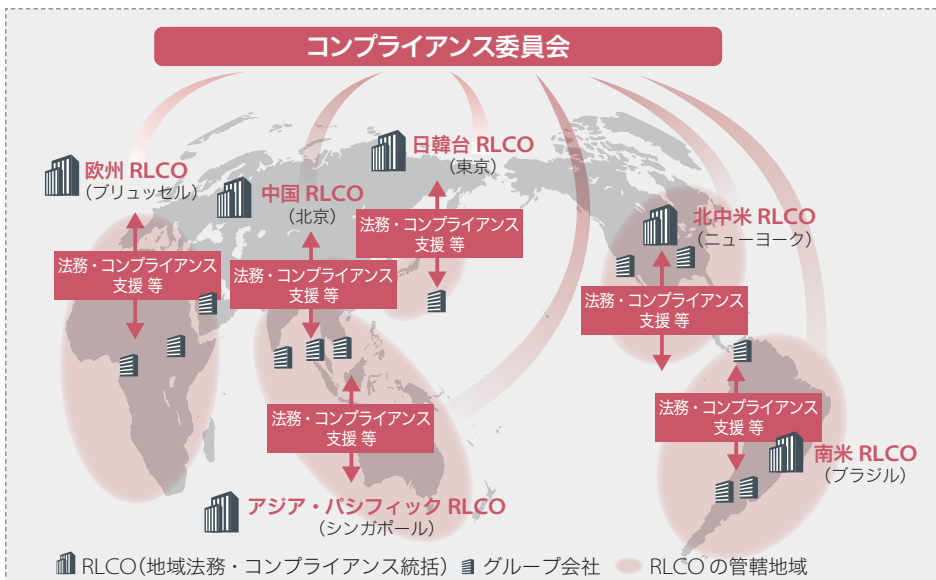 コンプライアンス委員会
日韓台 RLCO
(東京)
欧州 RLCO
(ブリュッセル)
中国 RLCO
(北京)
北中米 RLCO
(ニューヨーク)
法務・コンプライアンス
支援 等
法務・コンプライアンス
支援 等
法務・コンプライアンス
支援 等
法務・コンプライアンス
支援 等
法務・コンプライアンス
支援 等
法務・コンプライアンス
支援 等
南米 RLCO
(ブラジル)
アジア・パシフィック RLCO
(シンガポール)
RLCO(地域法務・コンプライアンス統括) グループ会社 RLCO の管轄地域